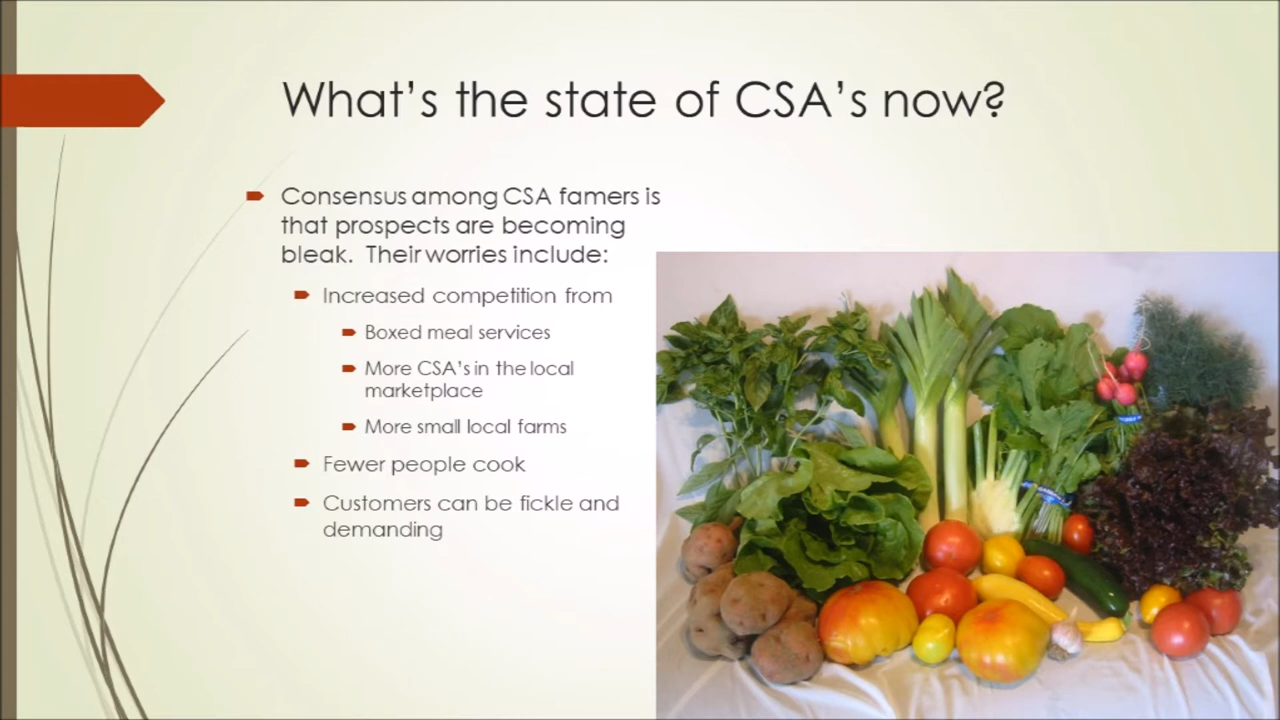 What's the state of CSA's now?
Consensus among CSA famers is
that prospects are becoming
bleak.  Their worries include:
Increased competition from
Boxed meal services
More CSA's in the local
marketplace
More small local farms
Fewer people cook
Customers can be fickle and
demanding